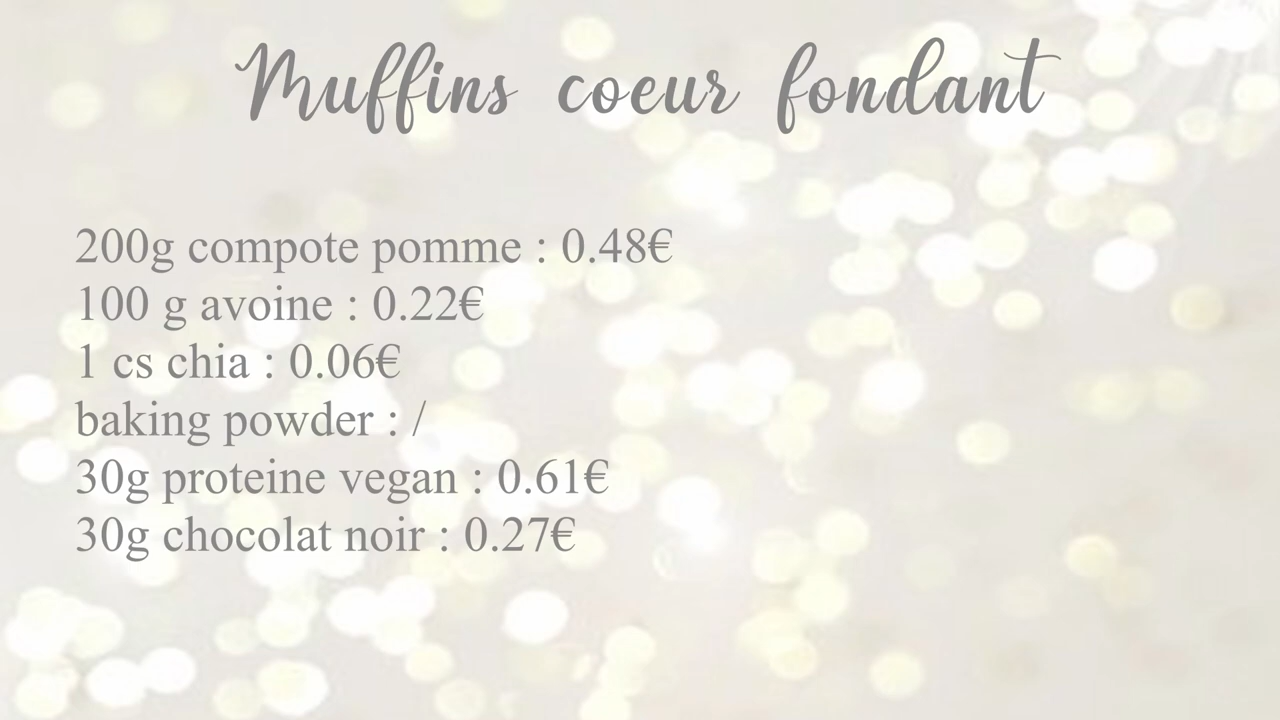 Muffins coeur fondant
200g compote pomme : 0.48€
100 g avoine : 0.22€
1 cs chia : 0.06€
baking powder : /
30g proteine vegan : 0.61€
30g chocolat noir : 0.27€